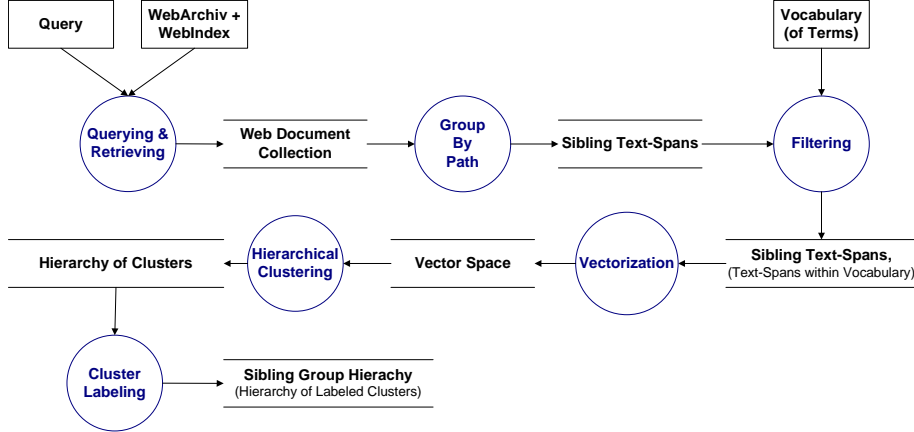 Query
WebArchiv +
WebIndex
Vocabulary
(of Terms)
Querying &
Retrieving
Web Document
Collection
Group
By
Path
Sibling Text-Spans
Filtering
Hierarchy of Clusters
Hierarchical
Clustering
Vector Space
Vectorization
Sibling Text-Spans,
(Text-Spans within Vocabulary)
Cluster
Labeling
Sibling Group Hierachy
(Hierarchy of Labeled Clusters)